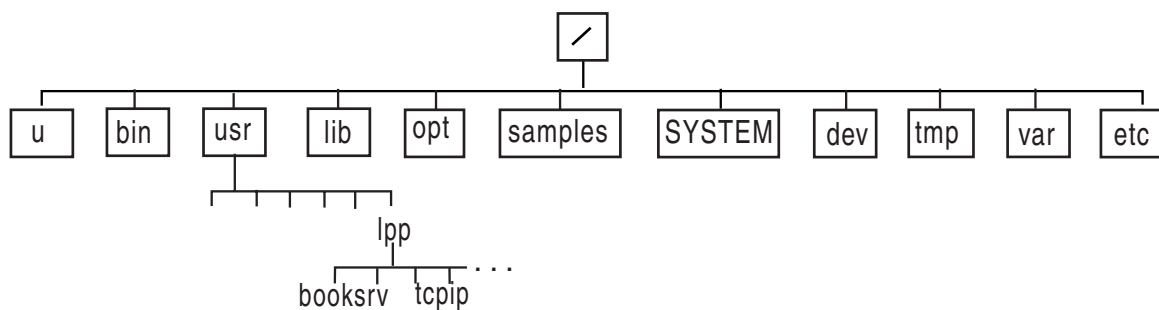 /
u bin usr lib opt samples SYSTEM dev tmp var etc
lpp
booksrv tcpip ...